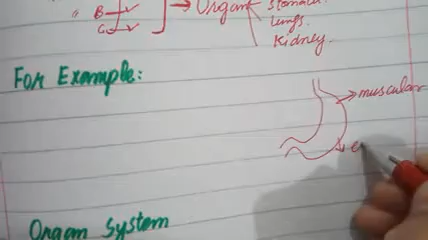 " B → Organ stomach
G lungs.
Kidney.
For Example:
muscular
e
Organ System